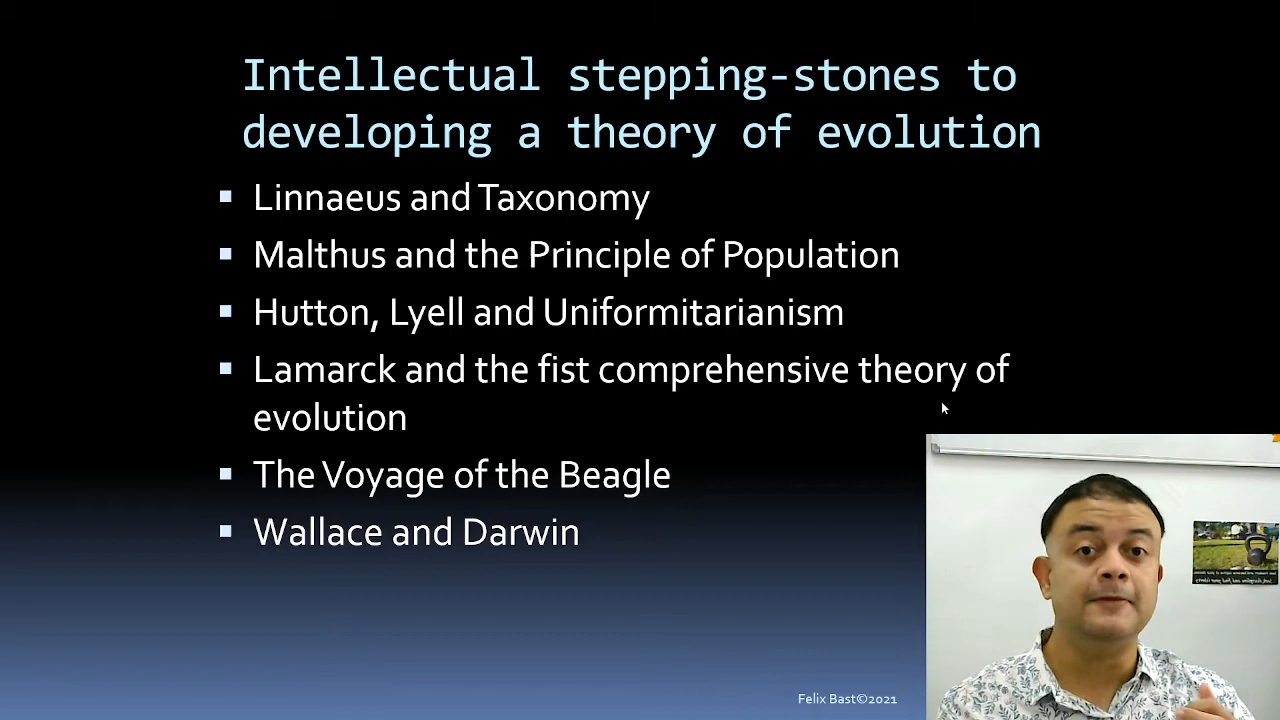 Intellectual stepping-stones to
developing a theory of evolution
Linnaeus and Taxonomy
Malthus and the Principle of Population
Hutton, Lyell and Uniformitarianism
Lamarck and the fist comprehensive theory of
evolution
The Voyage of the Beagle
Wallace and Darwin
Felix Bast©2021